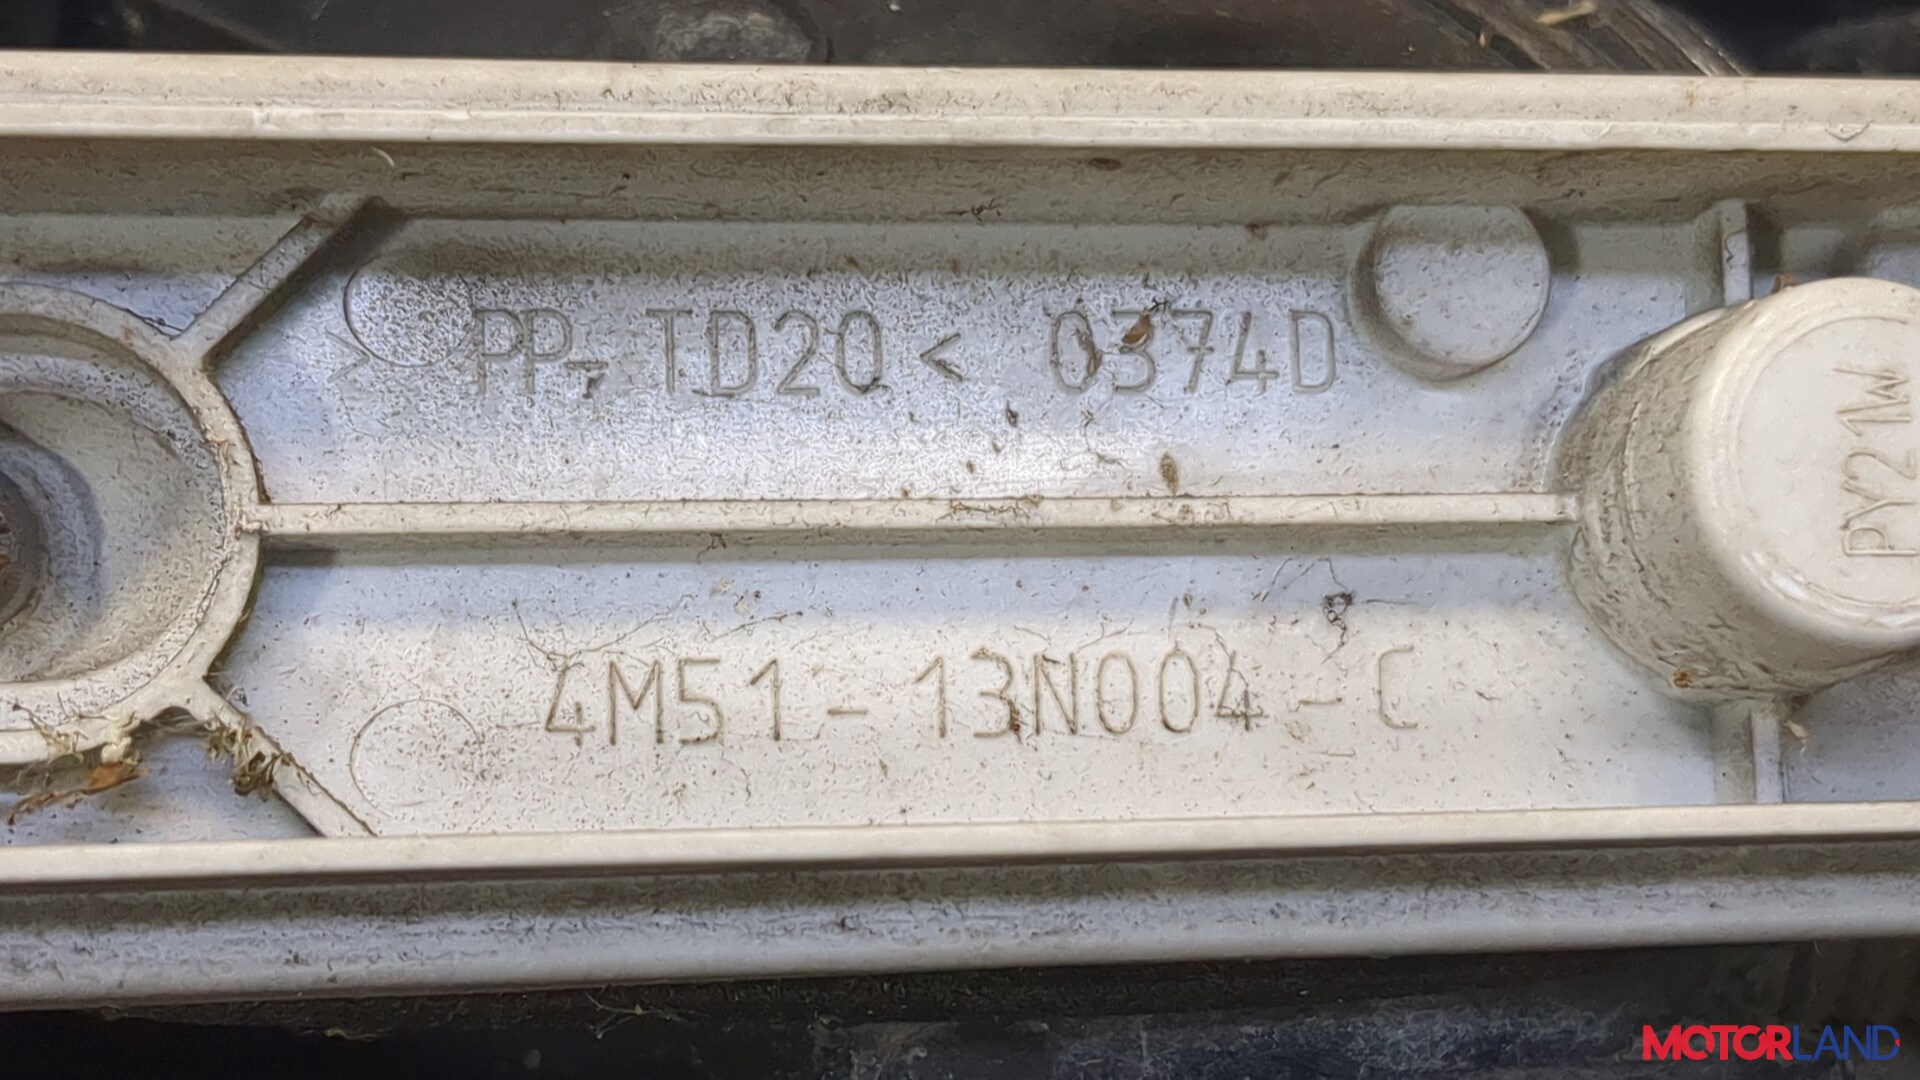 >PP-TD20< 0374D
PY21W
4M51-13N004-C
MOTORLAND